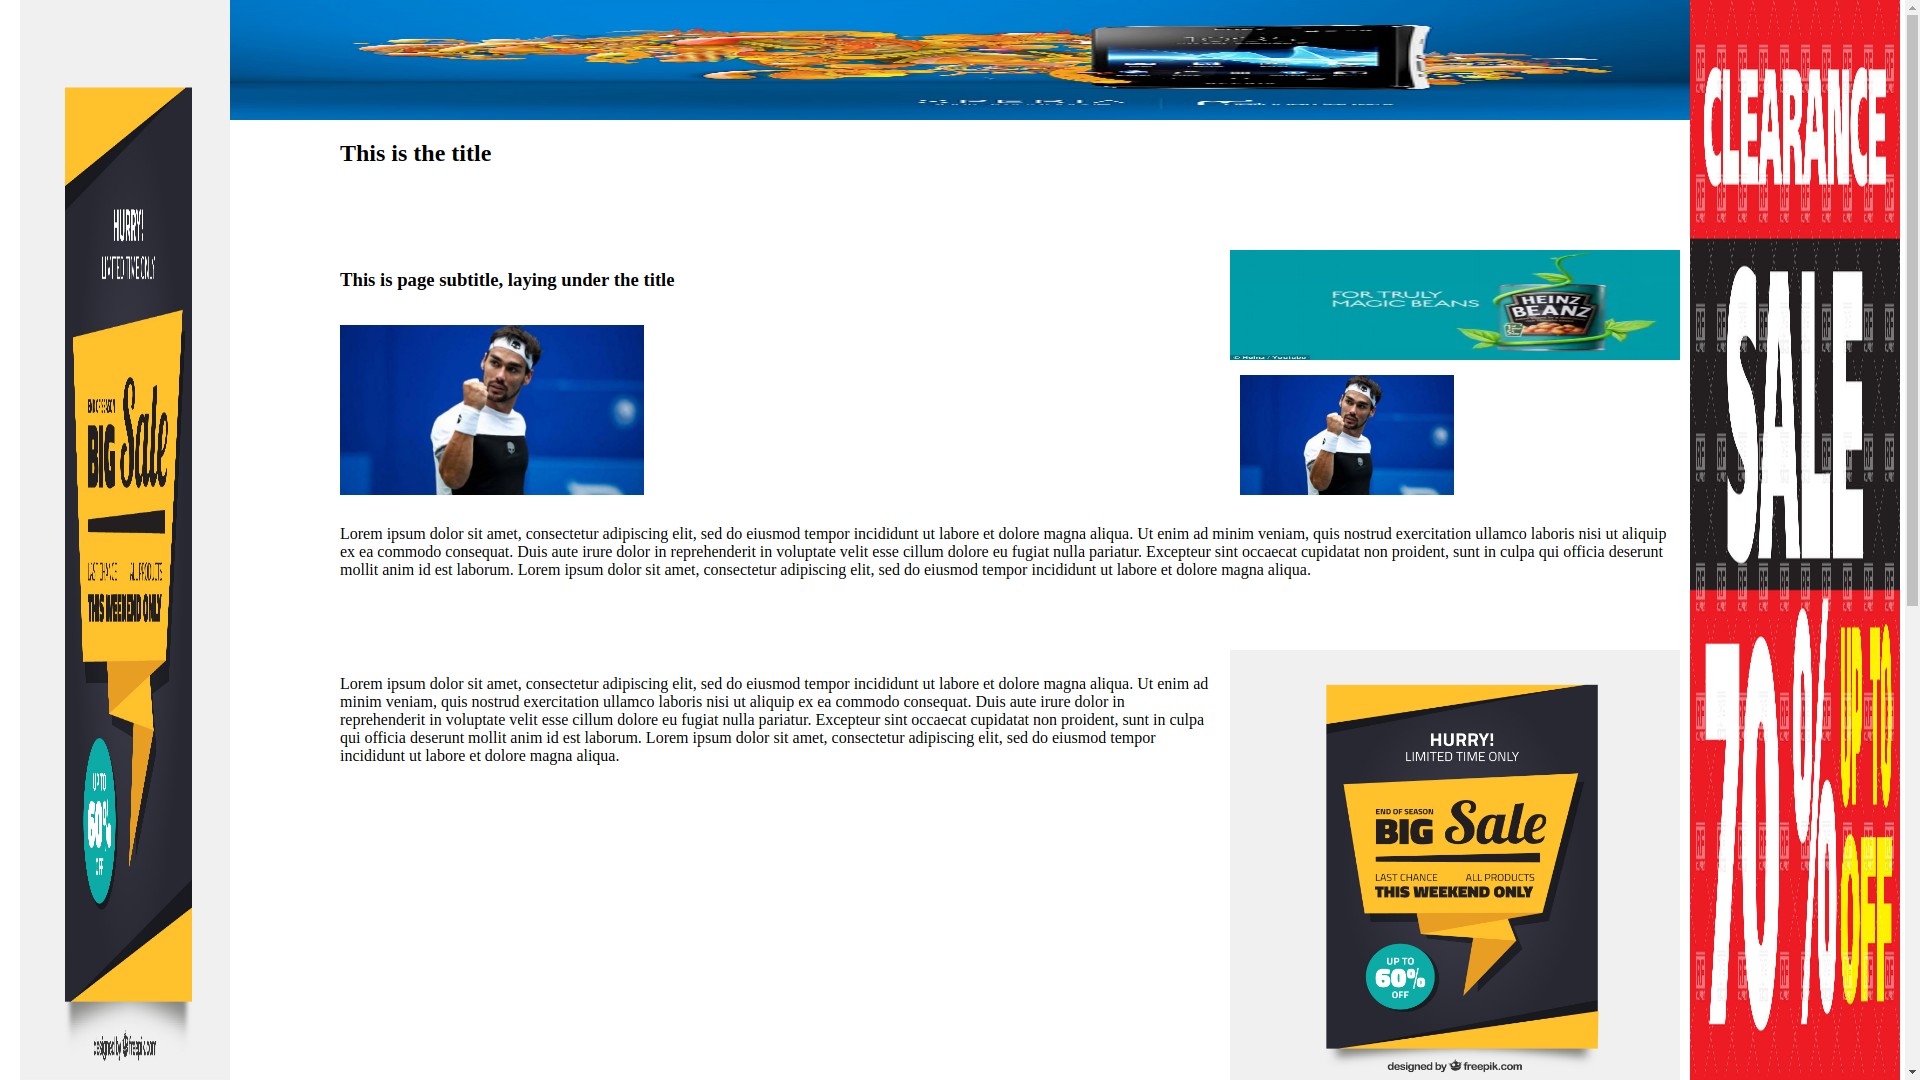 This is the title
This is page subtitle, laying under the title
FOR TRULY
MAGIC BEANS
HEINZ
BEANZ
© Heinz / Youtube
Lorem ipsum dolor sit amet, consectetur adipiscing elit, sed do eiusmod tempor incididunt ut labore et dolore magna aliqua. Ut enim ad minim veniam, quis nostrud exercitation ullamco laboris nisi ut aliquip
ex ea commodo consequat. Duis aute irure dolor in reprehenderit in voluptate velit esse cillum dolore eu fugiat nulla pariatur. Excepteur sint occaecat cupidatat non proident, sunt in culpa qui officia deserunt
mollit anim id est laborum. Lorem ipsum dolor sit amet, consectetur adipiscing elit, sed do eiusmod tempor incididunt ut labore et dolore magna aliqua.
Lorem ipsum dolor sit amet, consectetur adipiscing elit, sed do eiusmod tempor incididunt ut labore et dolore magna aliqua. Ut enim ad
minim veniam, quis nostrud exercitation ullamco laboris nisi ut aliquip ex ea commodo consequat. Duis aute irure dolor in
reprehenderit in voluptate velit esse cillum dolore eu fugiat nulla pariatur. Excepteur sint occaecat cupidatat non proident, sunt in culpa
qui officia deserunt mollit anim id est laborum. Lorem ipsum dolor sit amet, consectetur adipiscing elit, sed do eiusmod tempor
incididunt ut labore et dolore magna aliqua.
HURRY!
LIMITED TIME ONLY
END OF SEASON
BIG Sale
LAST CHANCE ALL PRODUCTS
THIS WEEKEND ONLY
UP TO
60%
OFF
designed by freepik.com
HURRY!
LIMITED TIME ONLY
END OF SEASON
BIG Sale
LAST CHANCE ALL PRODUCTS
THIS WEEKEND ONLY
UP TO
60%
OFF
designed by freepik.com
CLEARANCE
SALE
70%
UP TO
OFF